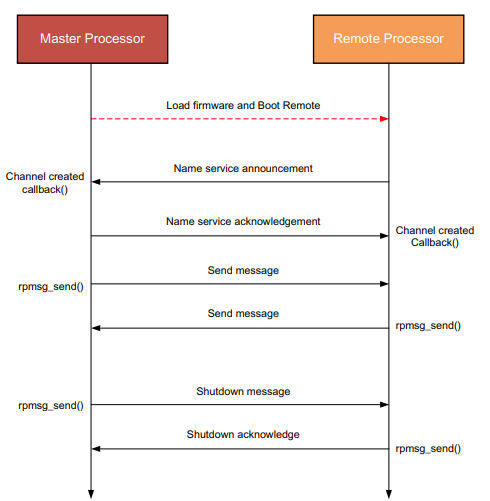 Master Processor
Remote Processor
Load firmware and Boot Remote
Name service announcement
Channel created
callback()
Name service acknowledgement
Channel created
Callback()
Send message
rpmsg_send()
Send message
rpmsg_send()
Shutdown message
rpmsg_send()
Shutdown acknowledge
rpmsg_send()